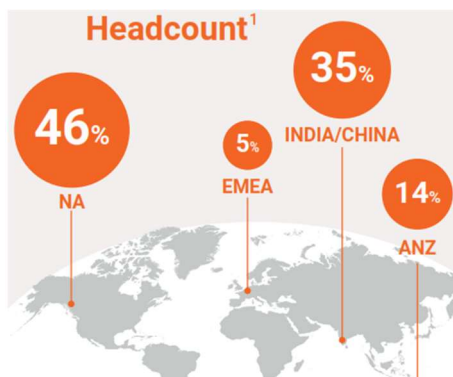 Headcount¹
46%
NA
5%
EMEA
35%
INDIA/CHINA
14%
ANZ